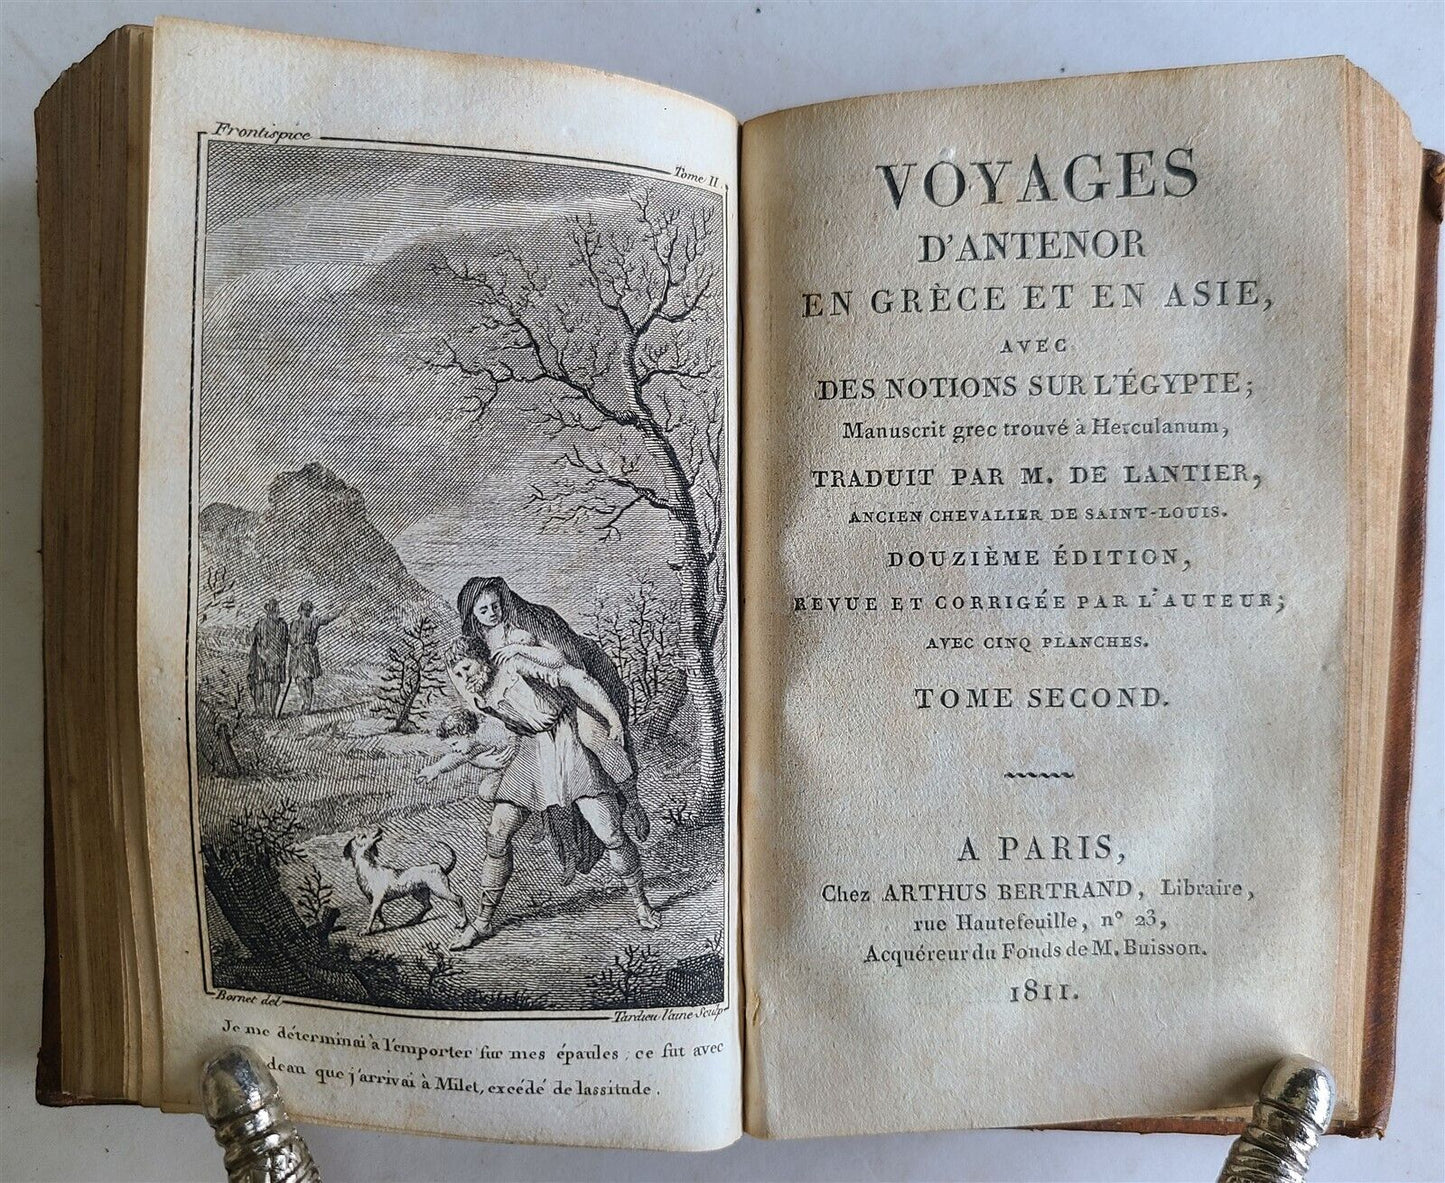 Frontispice
Tome II.
Bornet del
Tardieu l'aine Sculp
Je me déterminai à l'emporter sur mes épaules ; ce fut avec
deau que j'arrivai à Milet, excédé de lassitude .
VOYAGES
D'ANTENOR
EN GRÈCE ET EN ASIE,
AVEC
DES NOTIONS SUR L'ÉGYPTE;
Manuscrit grec trouvé à Herculanum,
TRADUIT PAR M. DE LANTIER,
ANCIEN CHEVALIER DE SAINT-LOUIS.
DOUZIÈME ÉDITION,
REVUE ET CORRIGÉE PAR L'AUTEUR;
AVEC CINQ PLANCHES.
TOME SECOND.
A PARIS,
Chez ARTHUS BERTRAND, Libraire,
rue Hautefeuille, n° 23,
Acquéreur du Fonds de M. Buisson.
1811.